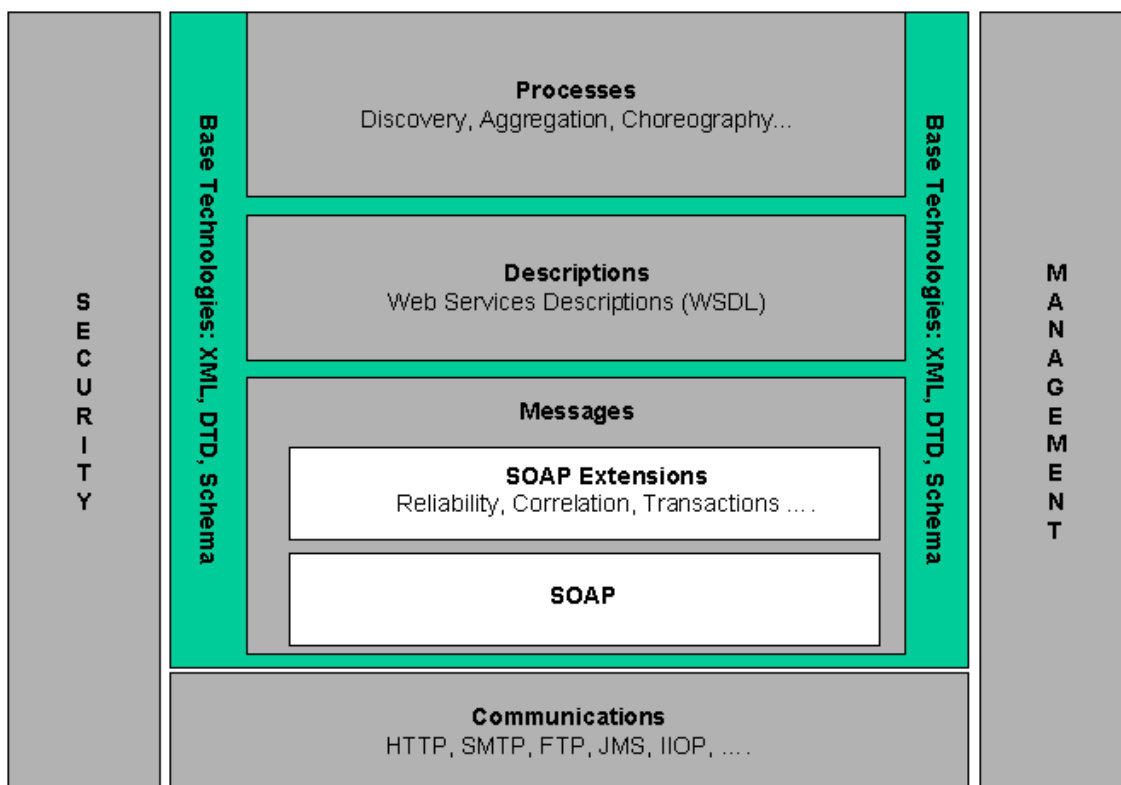 SECURITY
Base Technologies: XML, DTD, Schema
Processes
Discovery, Aggregation, Choreography...
Descriptions
Web Services Descriptions (WSDL)
Messages
SOAP Extensions
Reliability, Correlation, Transactions ....
SOAP
Base Technologies: XML, DTD, Schema
MANAGEMENT
Communications
HTTP, SMTP, FTP, JMS, IIOP, ....